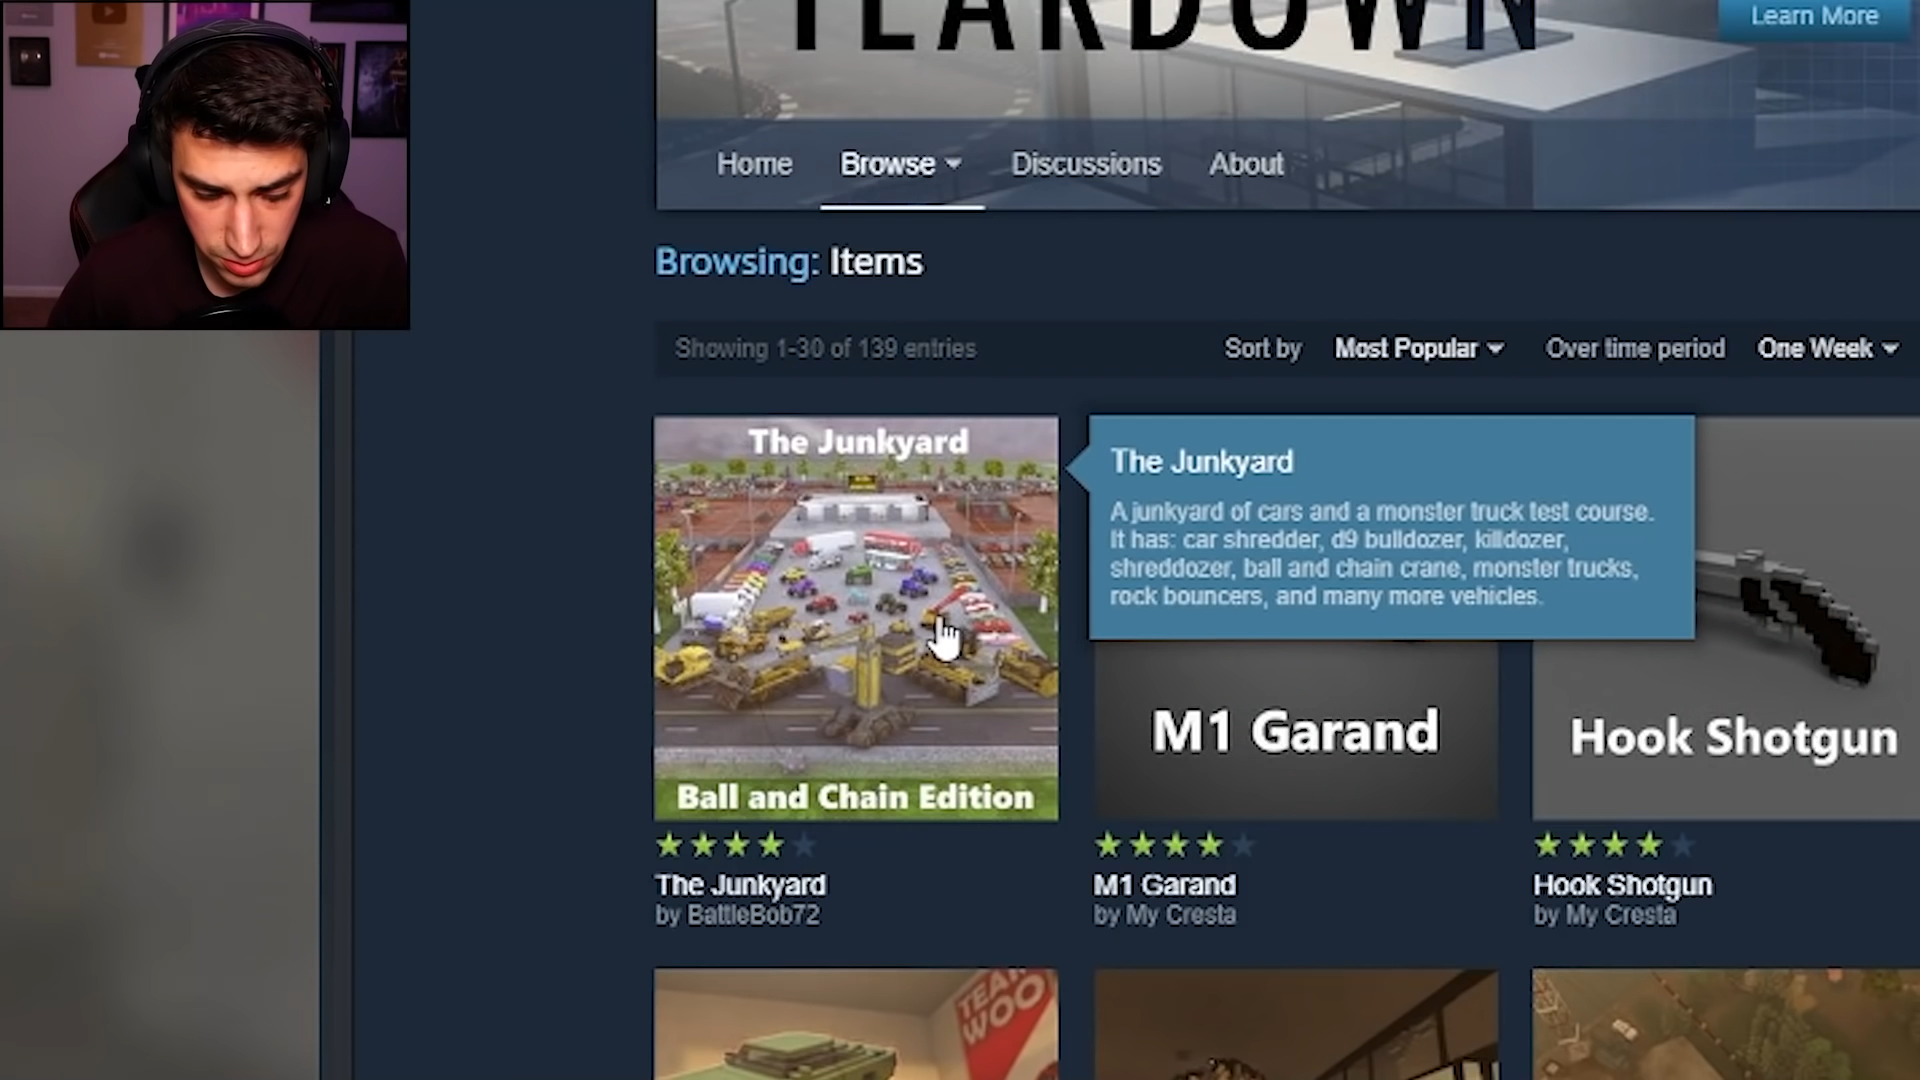 TEARDOWN
Learn More
Home Browse Discussions About
Browsing: Items
Showing 1-30 of 139 entries
Sort by Most Popular Over time period One Week
The Junkyard
Ball and Chain Edition
The Junkyard
A junkyard of cars and a monster truck test course.
It has: car shredder, d9 bulldozer, killdozer,
shreddozer, ball and chain crane, monster trucks,
rock bouncers, and many more vehicles.
M1 Garand
Hook Shotgun
The Junkyard
by BattleBob72
M1 Garand
by My Cresta
Hook Shotgun
by My Cresta
TEAR
WOO